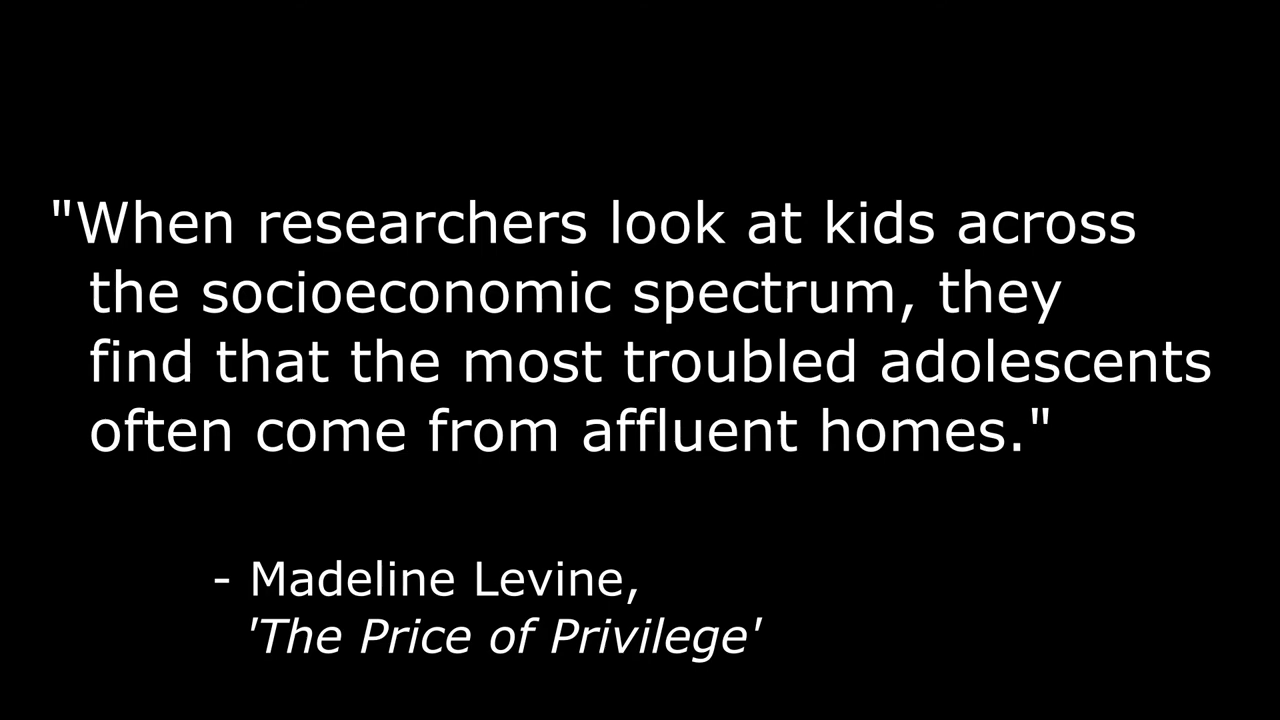 "When researchers look at kids across
the socioeconomic spectrum, they
find that the most troubled adolescents
often come from affluent homes."
- Madeline Levine,
'The Price of Privilege'